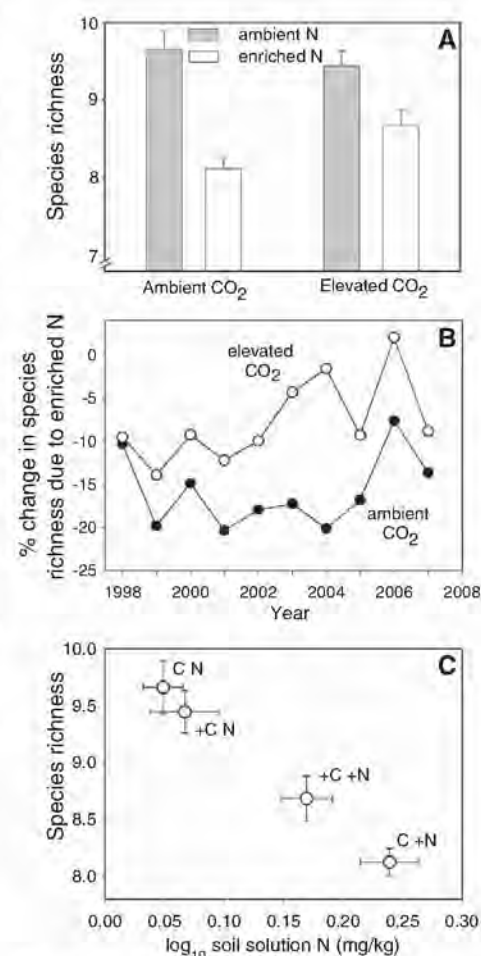 A
ambient N
enriched N
Species richness
10
9
8
7
Ambient CO2
Elevated CO2
B
elevated
CO2
ambient
CO2
% change in species
richness due to enriched N
0
-5
-10
-15
-20
-25
1998
2000
2002
2004
2006
2008
Year
C
C N
+C N
+C +N
C +N
Species richness
10.0
9.5
9.0
8.5
8.0
0.00
0.05
0.10
0.15
0.20
0.25
0.30
log10 soil solution N (mg/kg)